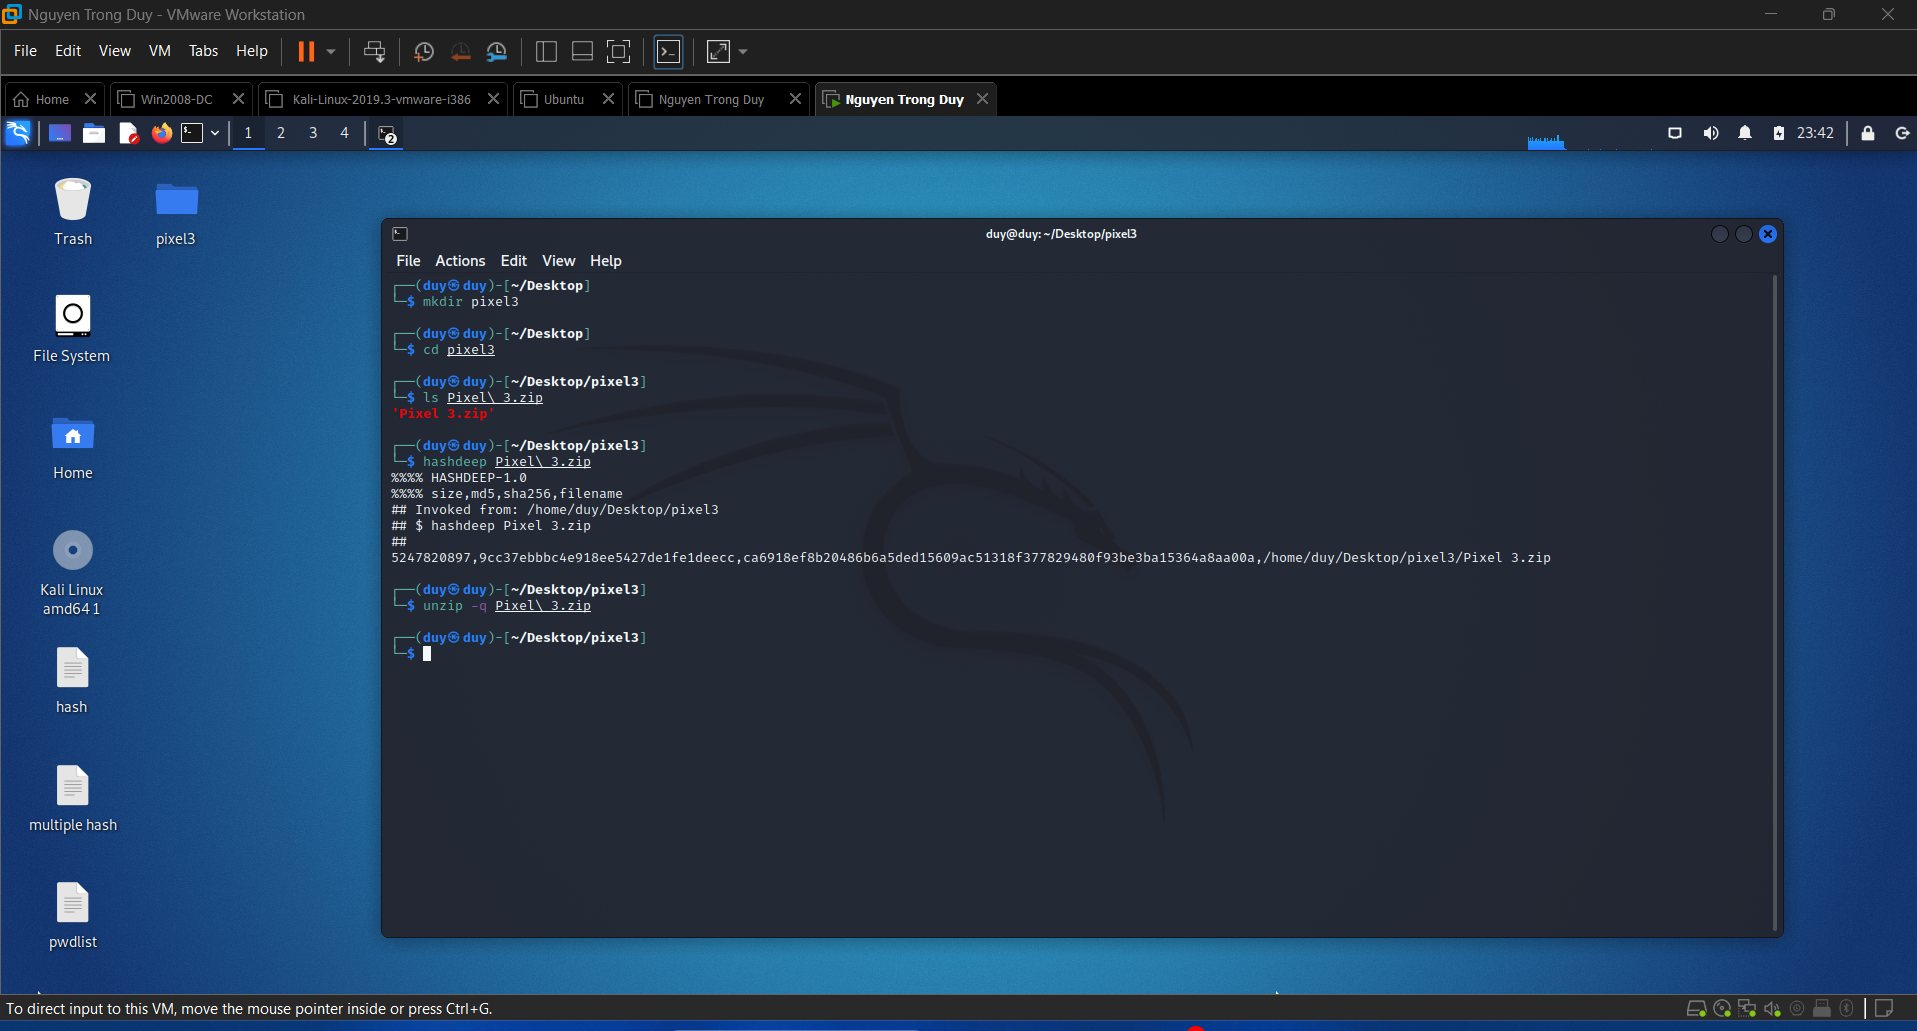 Nguyen Trong Duy - VMware Workstation
File Edit View VM Tabs Help
Home Win2008-DC Kali-Linux-2019.3-vmware-i386 Ubuntu Nguyen Trong Duy Nguyen Trong Duy
1 2 3 4 2 23:42
Trash
pixel3
File System
Home
Kali Linux
amd64 1
hash
multiple hash
pwdlist
duy@duy: ~/Desktop/pixel3
File Actions Edit View Help
┌──(duy㉿duy)-[~/Desktop]
└─$ mkdir pixel3
┌──(duy㉿duy)-[~/Desktop]
└─$ cd pixel3
┌──(duy㉿duy)-[~/Desktop/pixel3]
└─$ ls Pixel\ 3.zip
'Pixel 3.zip'
┌──(duy㉿duy)-[~/Desktop/pixel3]
└─$ hashdeep Pixel\ 3.zip
%%%% HASHDEEP-1.0
%%%% size,md5,sha256,filename
## Invoked from: /home/duy/Desktop/pixel3
## $ hashdeep Pixel 3.zip
##
5247820897,9cc37ebbbc4e918ee5427de1fe1deecc,ca6918ef8b20486b6a5ded15609ac51318f377829480f93be3ba15364a8aa00a,/home/duy/Desktop/pixel3/Pixel 3.zip
┌──(duy㉿duy)-[~/Desktop/pixel3]
└─$ unzip -q Pixel\ 3.zip
┌──(duy㉿duy)-[~/Desktop/pixel3]
└─$
To direct input to this VM, move the mouse pointer inside or press Ctrl+G.